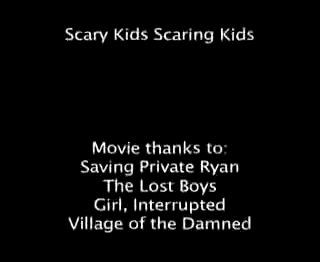 Scary Kids Scaring Kids
Movie thanks to:
Saving Private Ryan
The Lost Boys
Girl, Interrupted
Village of the Damned